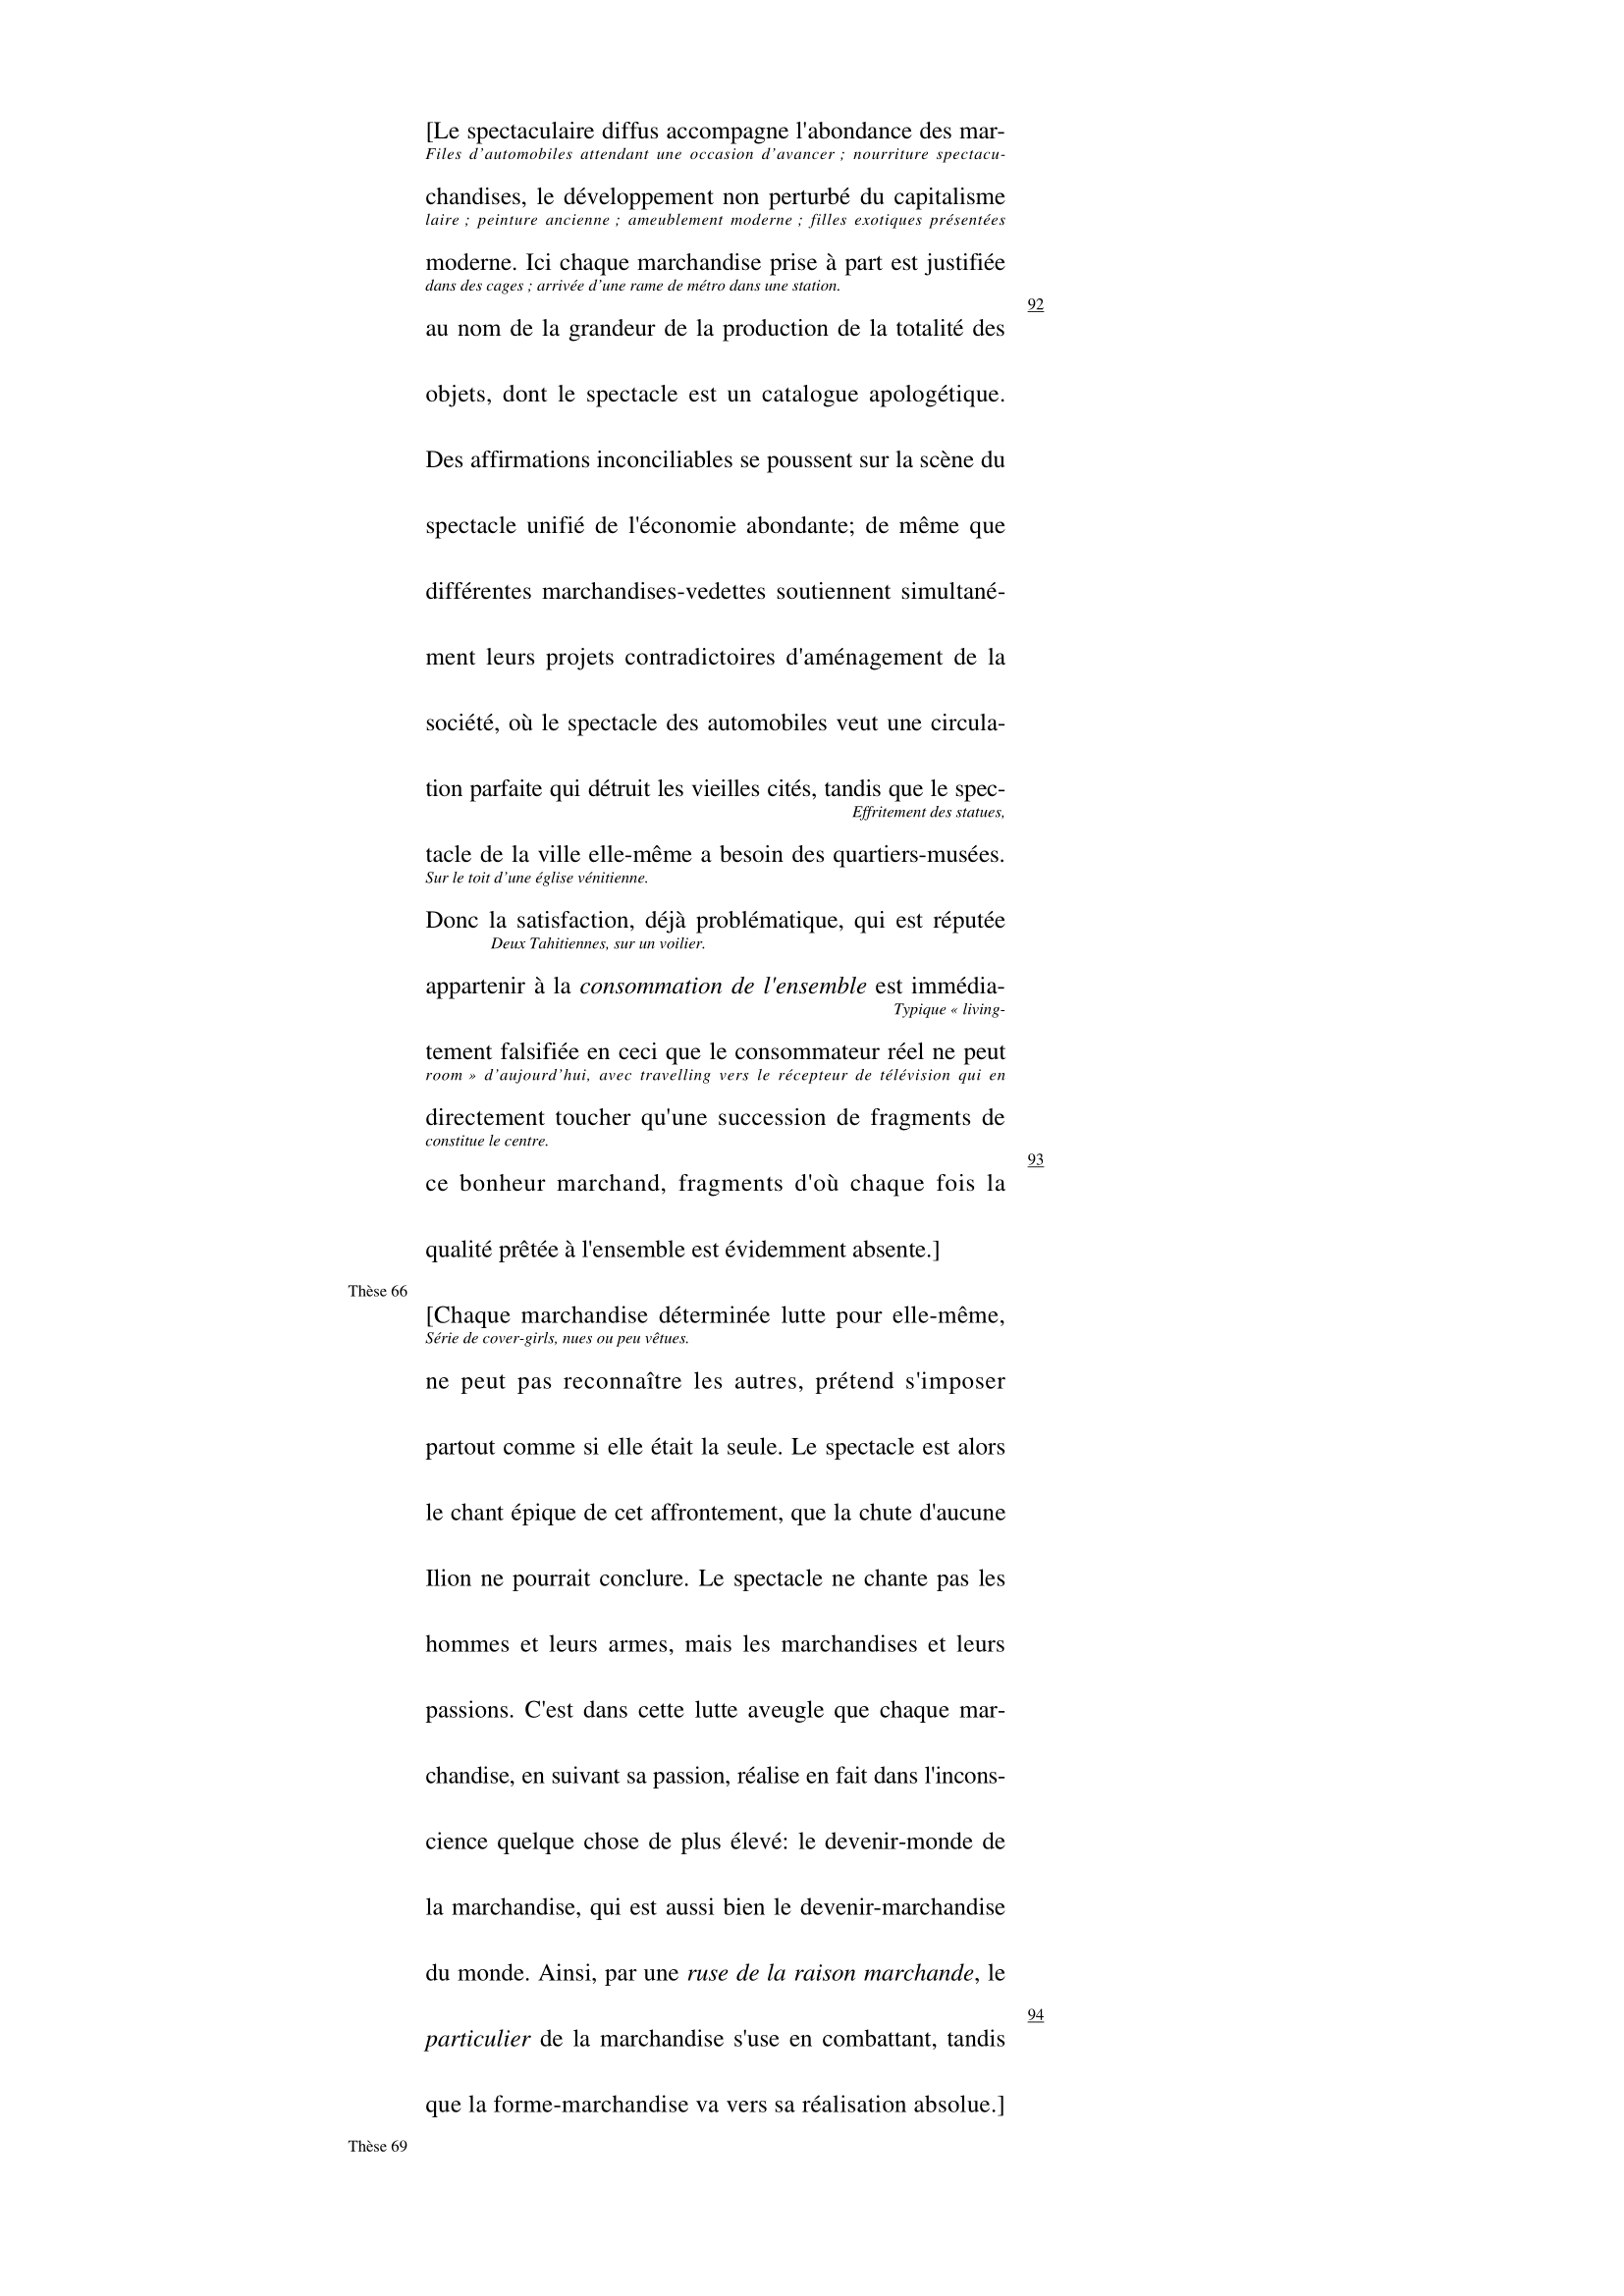 [Le spectaculaire diffus accompagne l'abondance des mar-
Files d’automobiles attendant une occasion d’avancer ; nourriture spectacu-
chandises, le développement non perturbé du capitalisme
laire ; peinture ancienne ; ameublement moderne ; filles exotiques présentées
moderne. Ici chaque marchandise prise à part est justifiée
dans des cages ; arrivée d’une rame de métro dans une station.
92
au nom de la grandeur de la production de la totalité des
objets, dont le spectacle est un catalogue apologétique.
Des affirmations inconciliables se poussent sur la scène du
spectacle unifié de l'économie abondante; de même que
différentes marchandises-vedettes soutiennent simultané-
ment leurs projets contradictoires d'aménagement de la
société, où le spectacle des automobiles veut une circula-
tion parfaite qui détruit les vieilles cités, tandis que le spec-
Effritement des statues,
tacle de la ville elle-même a besoin des quartiers-musées.
Sur le toit d’une église vénitienne.
Donc la satisfaction, déjà problématique, qui est réputée
Deux Tahitiennes, sur un voilier.
appartenir à la consommation de l'ensemble est immédia-
Typique « living-
tement falsifiée en ceci que le consommateur réel ne peut
room » d’aujourd’hui, avec travelling vers le récepteur de télévision qui en
directement toucher qu'une succession de fragments de
constitue le centre.
93
ce bonheur marchand, fragments d'où chaque fois la
qualité prêtée à l'ensemble est évidemment absente.]
Thèse 66
[Chaque marchandise déterminée lutte pour elle-même,
Série de cover-girls, nues ou peu vêtues.
ne peut pas reconnaître les autres, prétend s'imposer
partout comme si elle était la seule. Le spectacle est alors
le chant épique de cet affrontement, que la chute d'aucune
Ilion ne pourrait conclure. Le spectacle ne chante pas les
hommes et leurs armes, mais les marchandises et leurs
passions. C'est dans cette lutte aveugle que chaque mar-
chandise, en suivant sa passion, réalise en fait dans l'incons-
cience quelque chose de plus élevé: le devenir-monde de
la marchandise, qui est aussi bien le devenir-marchandise
du monde. Ainsi, par une ruse de la raison marchande, le
94
particulier de la marchandise s'use en combattant, tandis
que la forme-marchandise va vers sa réalisation absolue.]
Thèse 69